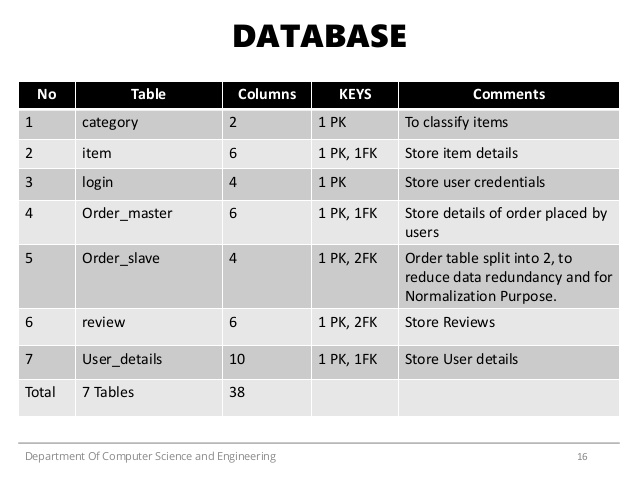 DATABASE
No Table Columns KEYS Comments
1 category 2 1 PK To classify items
2 item 6 1 PK, 1FK Store item details
3 login 4 1 PK Store user credentials
4 Order_master 6 1 PK, 1FK Store details of order placed by
users
5 Order_slave 4 1 PK, 2FK Order table split into 2, to
reduce data redundancy and for
Normalization Purpose.
6 review 6 1 PK, 2FK Store Reviews
7 User_details 10 1 PK, 1FK Store User details
Total 7 Tables 38
Department Of Computer Science and Engineering 16